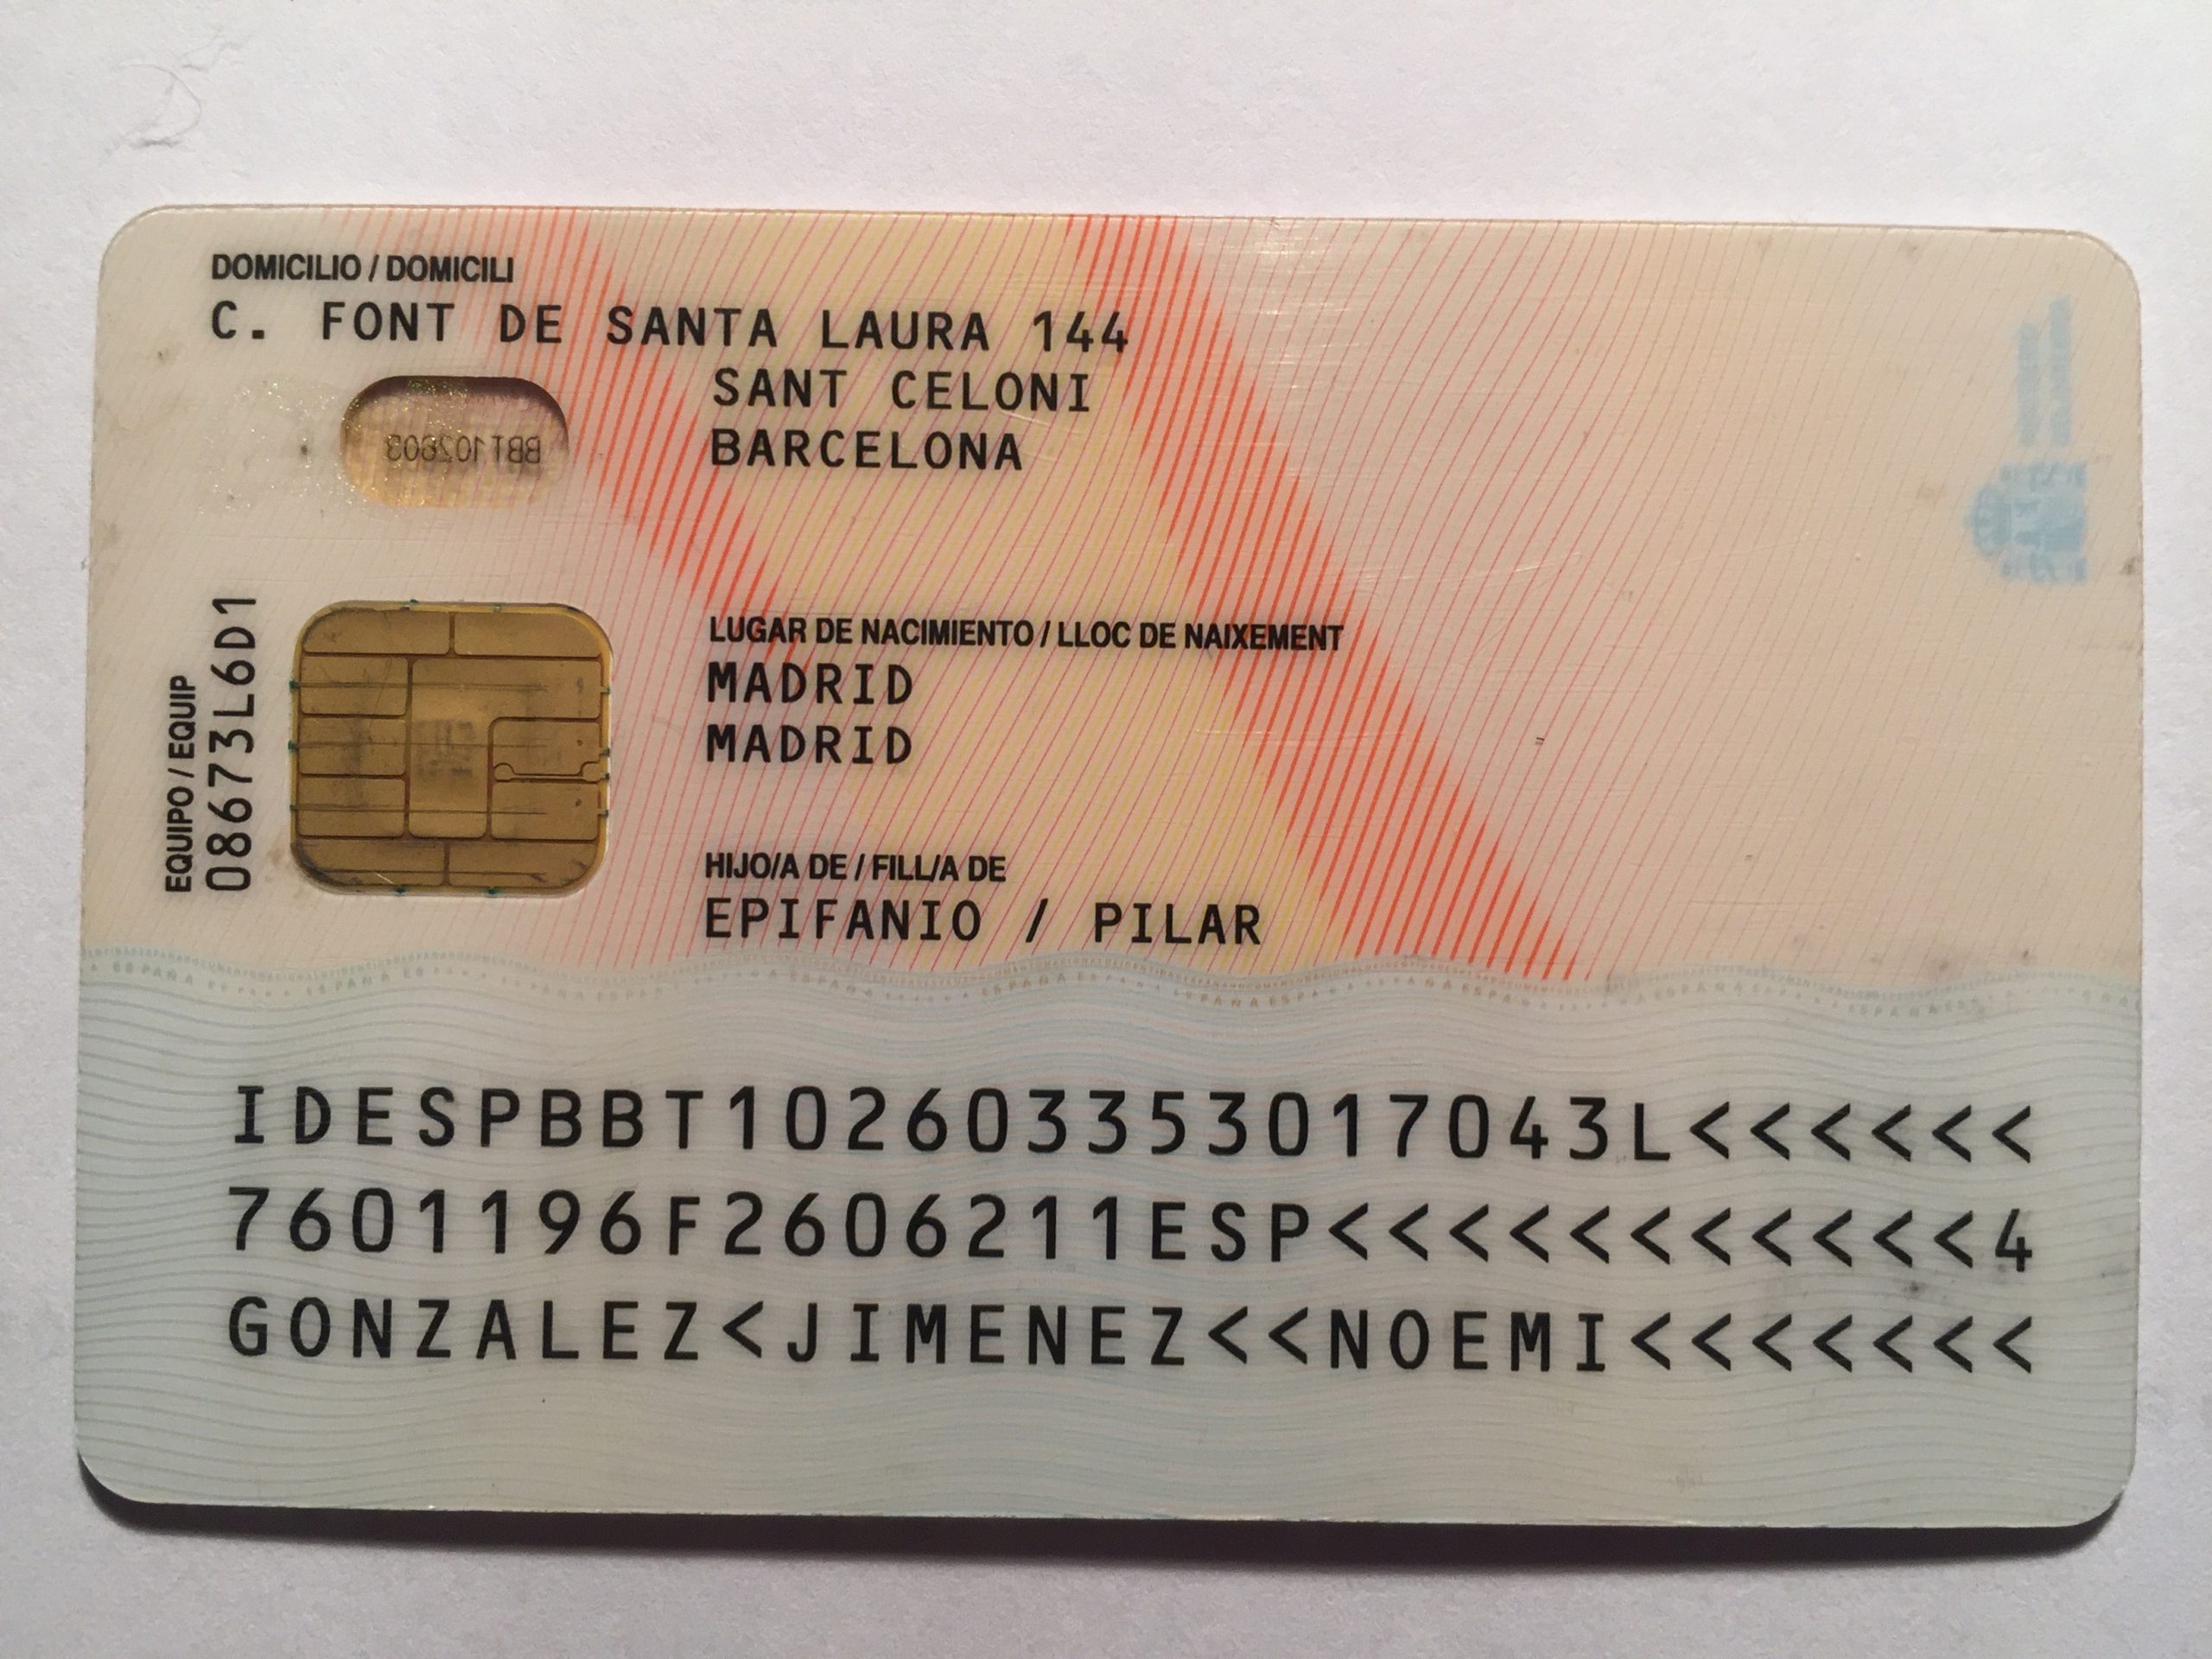 DOMICILIO / DOMICILI
C. FONT DE SANTA LAURA 144
SANT CELONI
BARCELONA
BBT102603
EQUIPO / EQUIP
08673L6D1
LUGAR DE NACIMIENTO / LLOC DE NAIXEMENT
MADRID
MADRID
HIJO/A DE / FILL/A DE
EPIFANIO / PILAR
IDESPBBT102603353017043L<<<<<<
7601196F2606211ESP<<<<<<<<<<<4
GONZALEZ<JIMENEZ<<NOEMI<<<<<<<